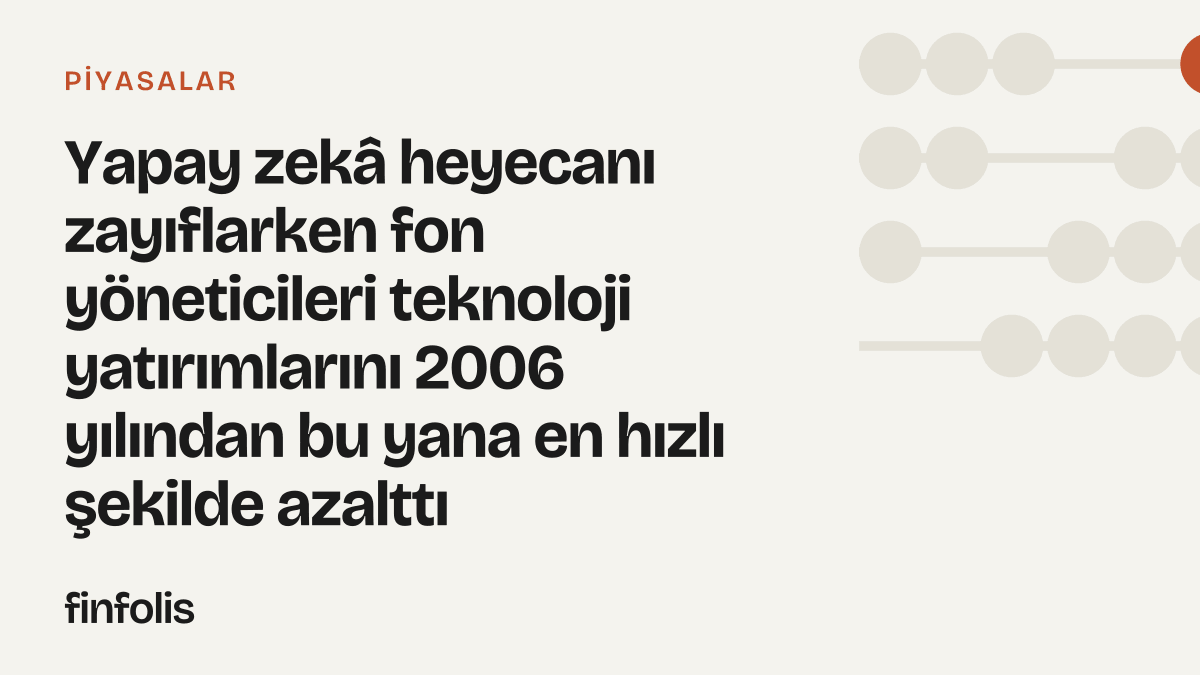 PİYASALAR
Yapay zekâ heyecanı
zayıflarken fon
yöneticileri teknoloji
yatırımlarını 2006
yılından bu yana en hızlı
şekilde azalttı
finfolis